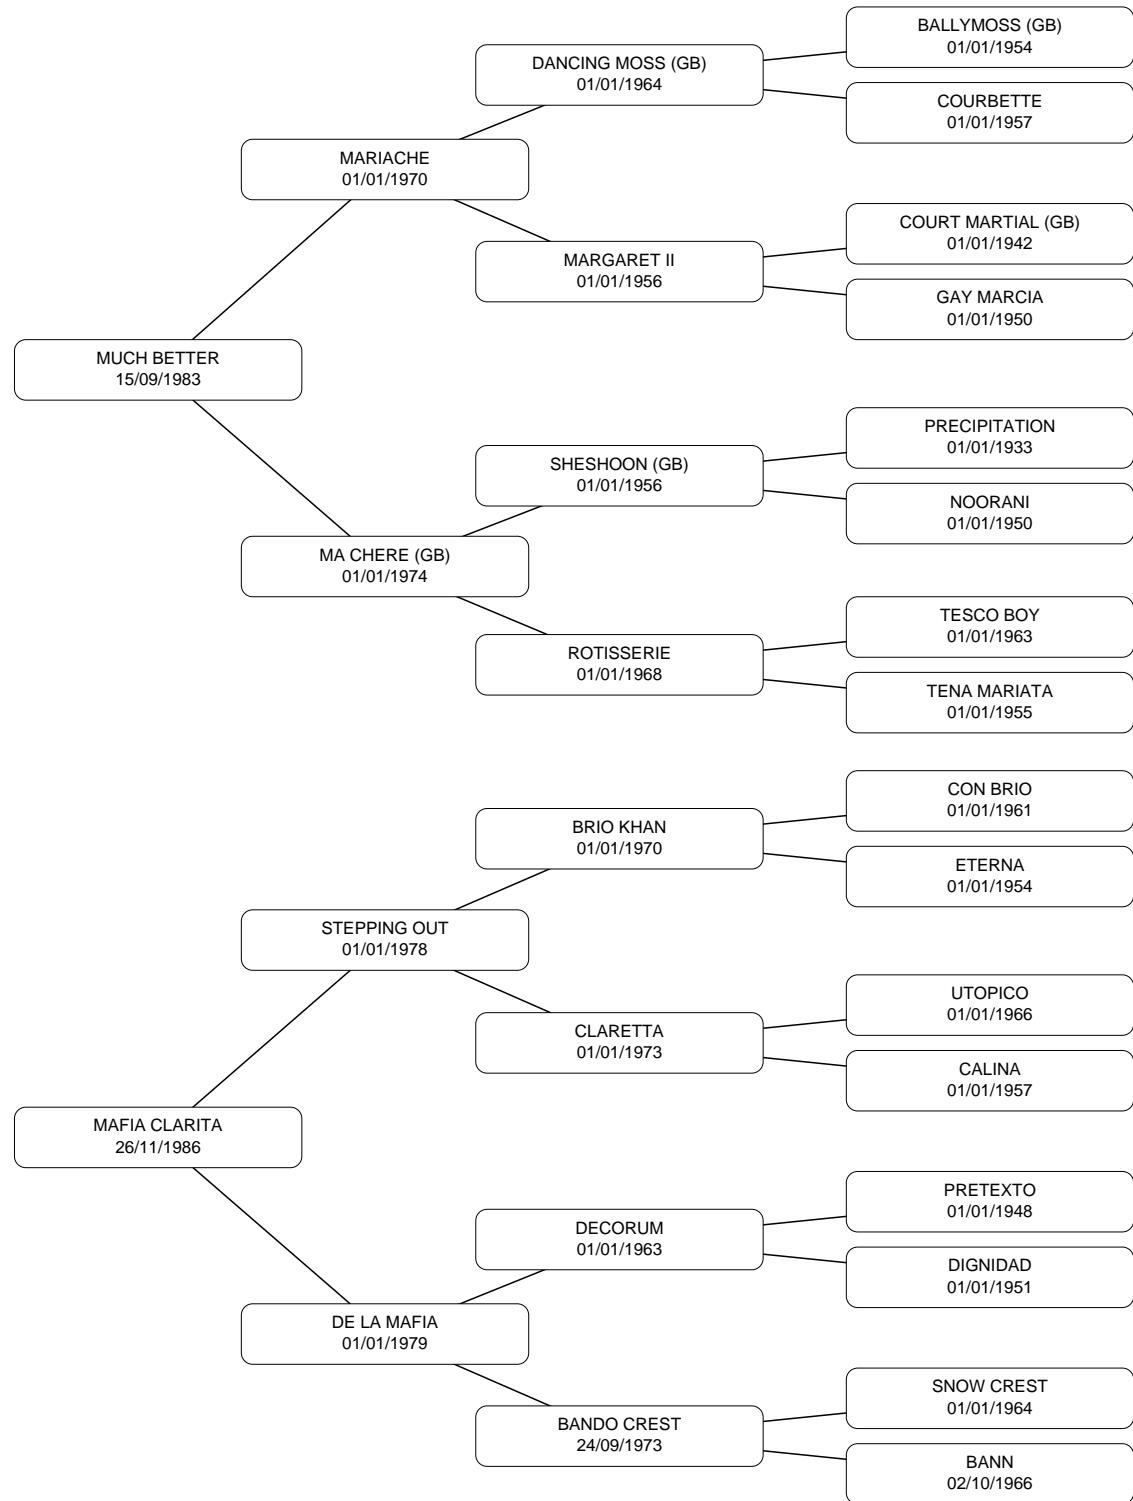 BALLYMOSS (GB)
01/01/1954
DANCING MOSS (GB)
01/01/1964
COURBETTE
01/01/1957
MARIACHE
01/01/1970
COURT MARTIAL (GB)
01/01/1942
MARGARET II
01/01/1956
GAY MARCIA
01/01/1950
MUCH BETTER
15/09/1983
PRECIPITATION
01/01/1933
SHESHOON (GB)
01/01/1956
NOORANI
01/01/1950
MA CHERE (GB)
01/01/1974
TESCO BOY
01/01/1963
ROTISSERIE
01/01/1968
TENA MARIATA
01/01/1955
CON BRIO
01/01/1961
BRIO KHAN
01/01/1970
ETERNA
01/01/1954
STEPPING OUT
01/01/1978
UTOPICO
01/01/1966
CLARETTA
01/01/1973
CALINA
01/01/1957
MAFIA CLARITA
26/11/1986
PRETEXTO
01/01/1948
DECORUM
01/01/1963
DIGNIDAD
01/01/1951
DE LA MAFIA
01/01/1979
SNOW CREST
01/01/1964
BANDO CREST
24/09/1973
BANN
02/10/1966